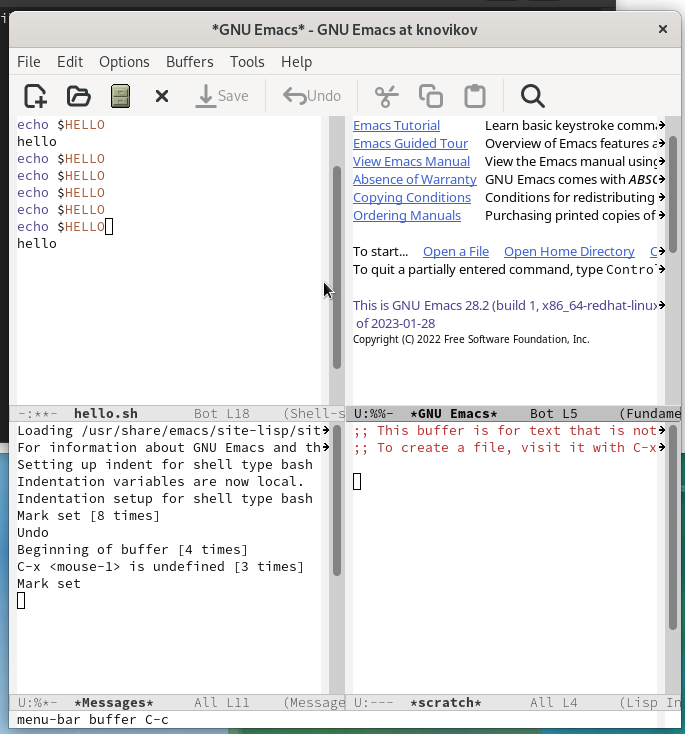 *GNU Emacs* - GNU Emacs at knovikov
File Edit Options Buffers Tools Help
Save Undo
echo $HELLO
hello
echo $HELLO
echo $HELLO
echo $HELLO
echo $HELLO
echo $HELLO
hello
-:**- hello.sh Bot L18 (Shell-s
Emacs Tutorial Learn basic keystroke comma
Emacs Guided Tour Overview of Emacs features a
View Emacs Manual View the Emacs manual using
Absence of Warranty GNU Emacs comes with ABSO
Copying Conditions Conditions for redistributing
Ordering Manuals Purchasing printed copies of
To start... Open a File Open Home Directory C
To quit a partially entered command, type Control
This is GNU Emacs 28.2 (build 1, x86_64-redhat-linux
of 2023-01-28
Copyright (C) 2022 Free Software Foundation, Inc.
U:%%- *GNU Emacs* Bot L5 (Fundame
Loading /usr/share/emacs/site-lisp/sit
For information about GNU Emacs and th
Setting up indent for shell type bash
Indentation variables are now local.
Indentation setup for shell type bash
Mark set [8 times]
Undo
Beginning of buffer [4 times]
C-x <mouse-1> is undefined [3 times]
Mark set
U:%*- *Messages* All L11 (Message
;; This buffer is for text that is not
;; To create a file, visit it with C-x
U:--- *scratch* All L4 (Lisp In
menu-bar buffer C-c